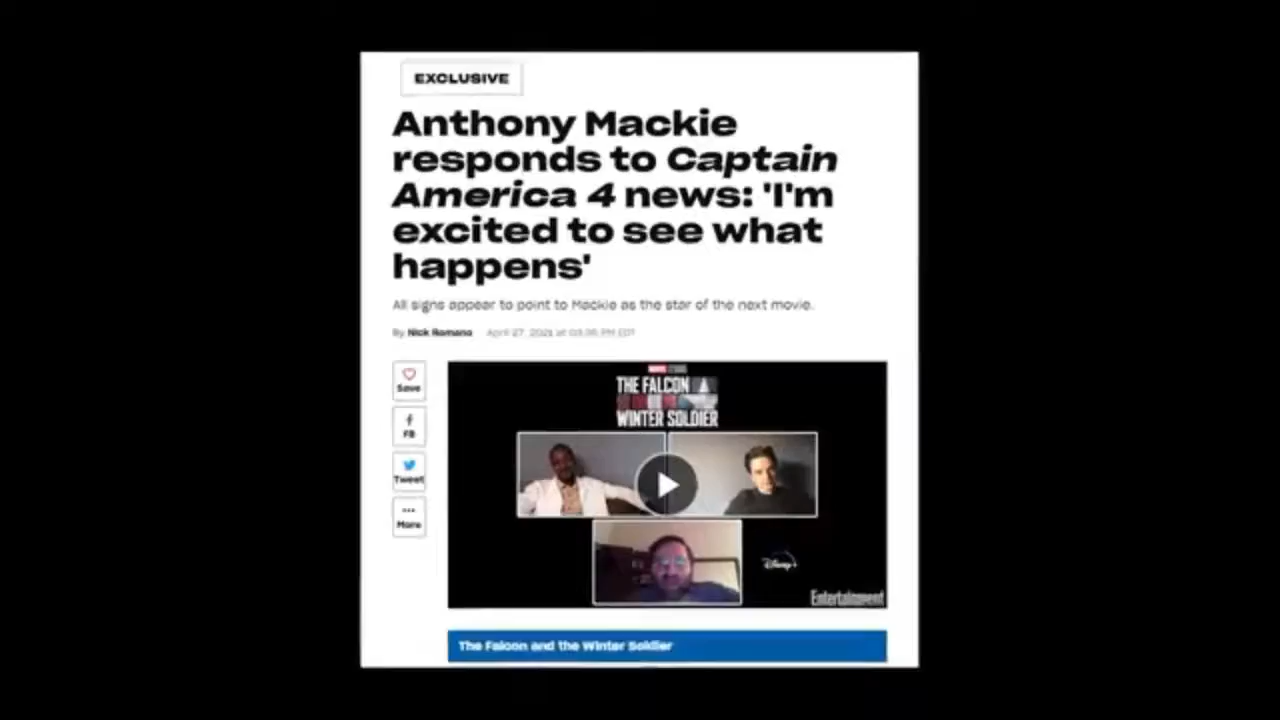 EXCLUSIVE
Anthony Mackie
responds to Captain
America 4 news: 'I'm
excited to see what
happens'
All signs appear to point to Mackie as the star of the next movie.
By Nick Romano April 27, 2021 at 03:36 PM EDT
Save
FB
Tweet
More
MARVEL
THE FALCON
WINTER SOLDIER
Disney+
Entertainment
The Falcon and the Winter Soldier